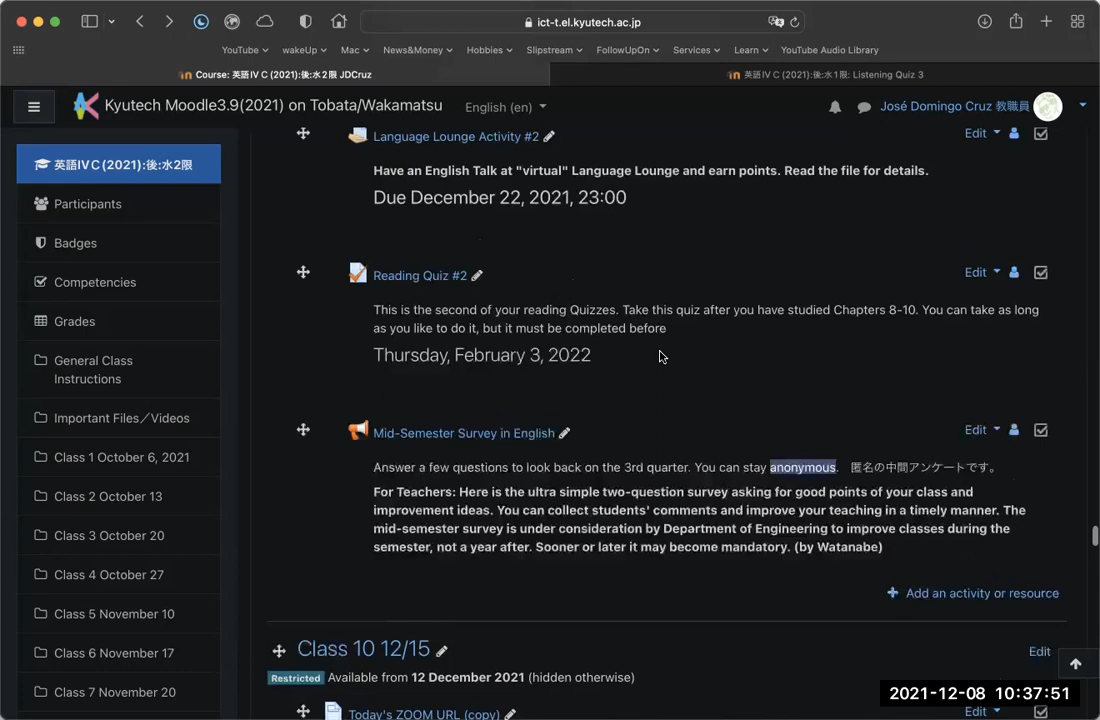 ict-t.el.kyutech.ac.jp
YouTube
wakeUp
Mac
News&Money
Hobbies
Slipstream
FollowUpOn
Services
Learn
YouTube Audio Library
Course: 英語Ⅳ C (2021):後:水2限 JDCruz
英語Ⅳ C (2021):後:水1限: Listening Quiz 3
Kyutech Moodle3.9(2021) on Tobata/Wakamatsu
English (en)
José Domingo Cruz 教職員
英語Ⅳ C (2021):後:水2限
Participants
Badges
Competencies
Grades
General Class
Instructions
Important Files／Videos
Class 1 October 6, 2021
Class 2 October 13
Class 3 October 20
Class 4 October 27
Class 5 November 10
Class 6 November 17
Class 7 November 20
Language Lounge Activity #2
Edit
Have an English Talk at "virtual" Language Lounge and earn points. Read the file for details.
Due December 22, 2021, 23:00
Reading Quiz #2
Edit
This is the second of your reading Quizzes. Take this quiz after you have studied Chapters 8-10. You can take as long
as you like to do it, but it must be completed before
Thursday, February 3, 2022
Mid-Semester Survey in English
Edit
Answer a few questions to look back on the 3rd quarter. You can stay anonymous. 匿名の中間アンケートです。
For Teachers: Here is the ultra simple two-question survey asking for good points of your class and
improvement ideas. You can collect students' comments and improve your teaching in a timely manner. The
mid-semester survey is under consideration by Department of Engineering to improve classes during the
semester, not a year after. Sooner or later it may become mandatory. (by Watanabe)
Add an activity or resource
Class 10 12/15
Edit
Restricted Available from 12 December 2021 (hidden otherwise)
Today's ZOOM URL (copy)
Edit
2021-12-08 10:37:51